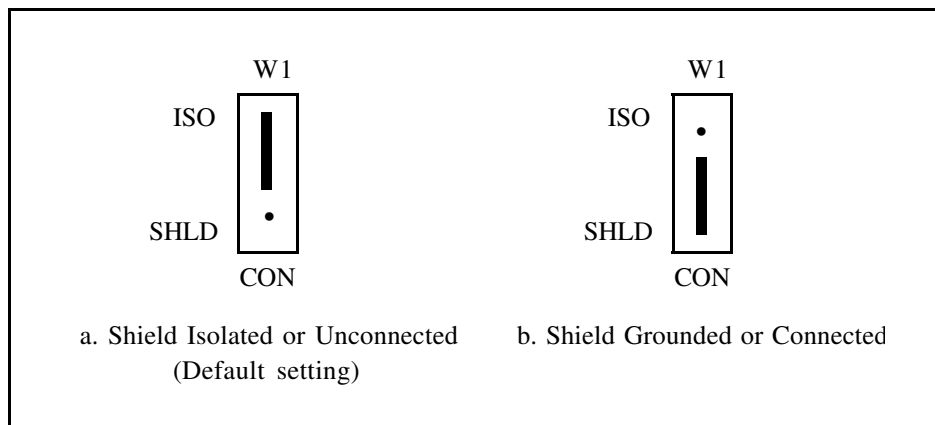 W1
ISO
SHLD
CON
a. Shield Isolated or Unconnected
(Default setting)
W1
ISO
SHLD
CON
b. Shield Grounded or Connected